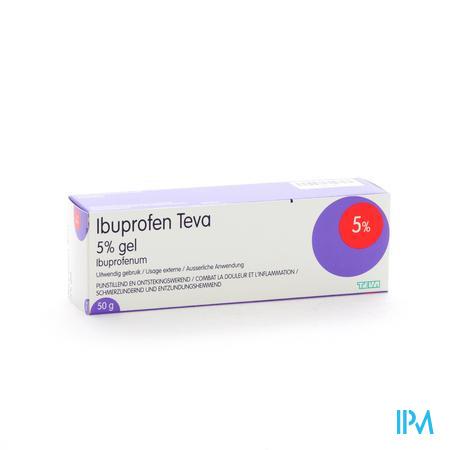 Ibuprofen Teva
5% gel
Ibuprofenum
Uitwendig gebruik / Usage externe / Äusserliche Anwendung
PIJNSTILLEND EN ONTSTEKINGSWEREND / COMBAT LA DOULEUR ET L'INFLAMMATION /
SCHMERZLINDERND UND ENTZÜNDUNGSHEMMEND
50 g
5%
TEVA
IPM